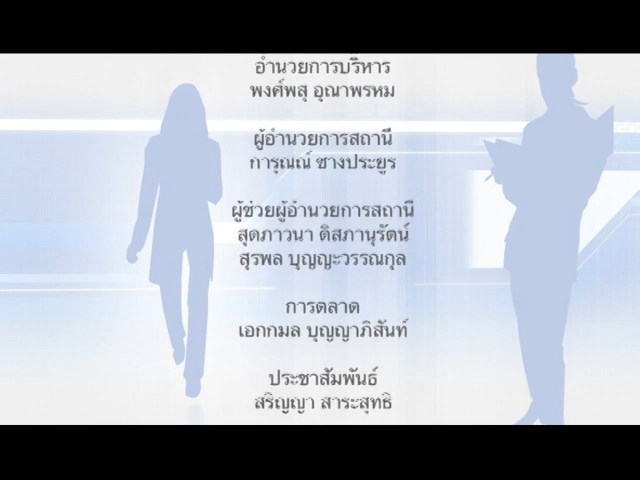 อำนวยการบริหาร
พงศ์พสุ อุณาพรหม
ผู้อำนวยการสถานี
การุณณ์ ซางประยูร
ผู้ช่วยผู้อำนวยการสถานี
สุดภาวนา ดิสภานุรัตน์
สุรพล บุญญะวรรณกุล
การตลาด
เอกกมล บุญญาภิสันท์
ประชาสัมพันธ์
สริญญา สาระสุทธิ